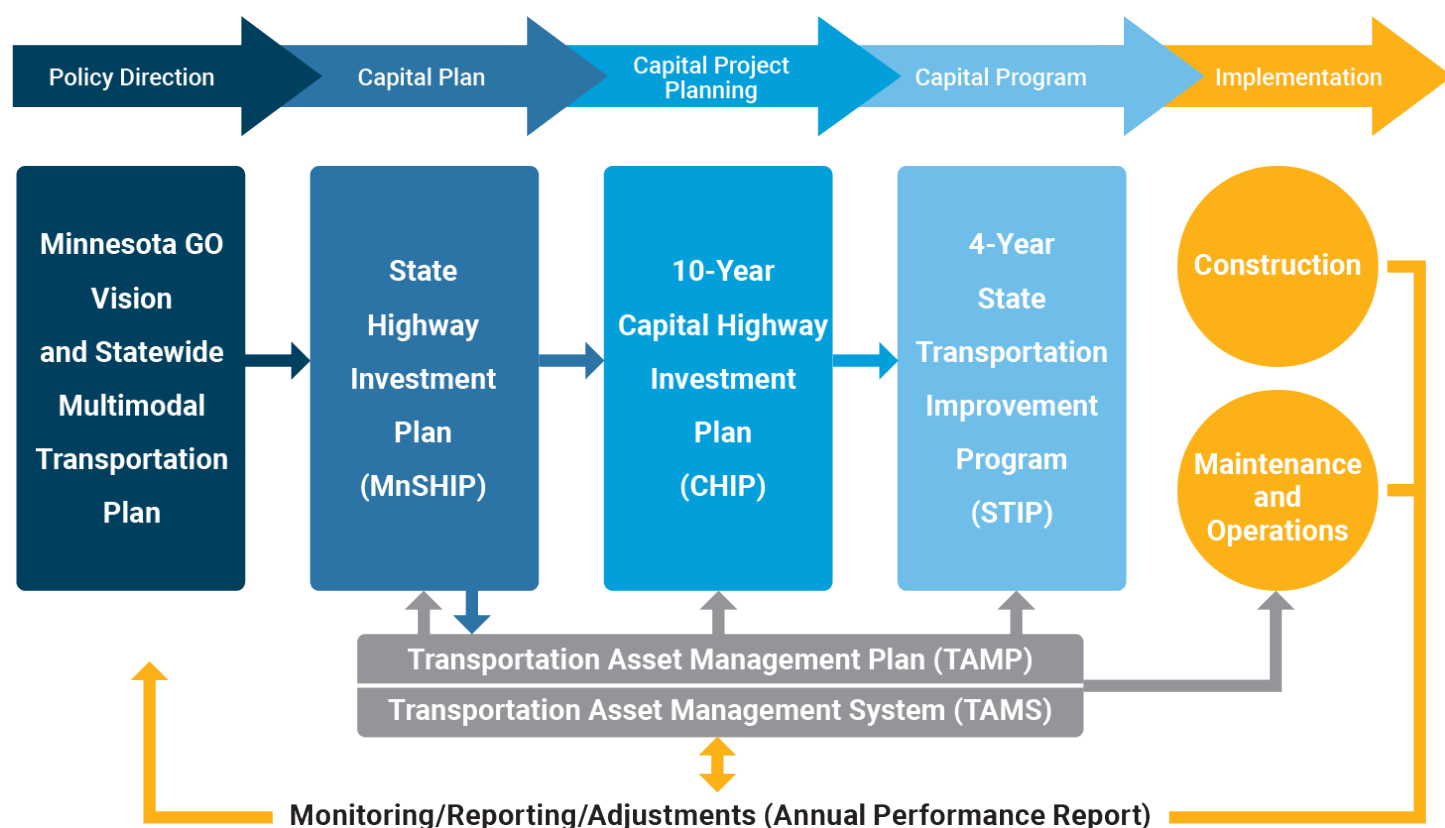 Policy Direction
Capital Plan
Capital Project
Planning
Capital Program
Implementation
Minnesota GO
Vision
and Statewide
Multimodal
Transportation
Plan
State
Highway
Investment
Plan
(MnSHIP)
10-Year
Capital Highway
Investment
Plan
(CHIP)
4-Year
State
Transportation
Improvement
Program
(STIP)
Construction
Maintenance
and
Operations
Transportation Asset Management Plan (TAMP)
Transportation Asset Management System (TAMS)
Monitoring/Reporting/Adjustments (Annual Performance Report)